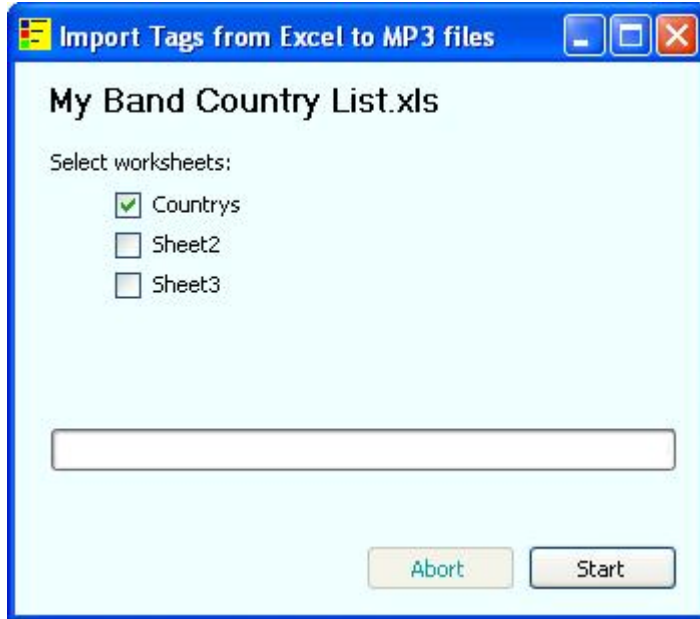 Import Tags from Excel to MP3 files
My Band Country List.xls
Select worksheets:
Countrys
Sheet2
Sheet3
Abort Start